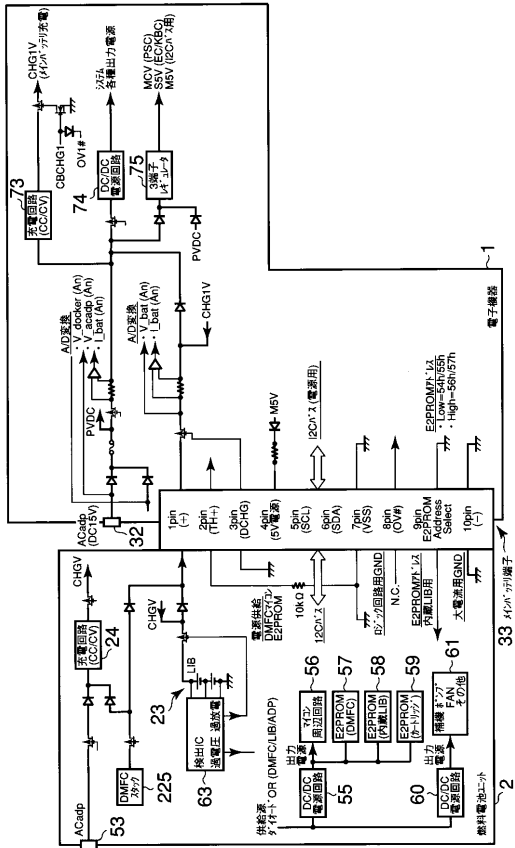 CHG1V
(メインバッテリ充電)
73
充電回路
(CC/CV)
CBCHG1
OV1#
システム
各種出力電源
74
DC/DC
電源回路
MCV (PSC)
S5V (EC/KBC)
M5V (I2Cバス用)
75
3端子
レギュレータ
PVDC
A/D変換
・V_docker (An)
・V_acadp (An)
・I_bat (An)
PVDC
A/D変換
・V_bat (An)
・I_bat (An)
CHG1V
ACadp
(DC15V)
32
M5V
I2Cバス (電源用)
E2PROMアドレス
・Low=54h/55h
・High=56h/57h
1
電子機器
1pin
(+)
2pin
(TH+)
3pin
(DCHG)
4pin
(5V電源)
5pin
(SCL)
6pin
(SDA)
7pin
(VSS)
8pin
(OV#)
9pin
E2PROM
Address
Select
10pin
(-)
33
メインバッテリ端子
ACadp
53
充電回路
(CC/CV)
24
CHGV
DMFC
スタック
225
CHGV
LIB
23
検出IC
過電圧 過放電
63
電源供給
DMFCマイコン
E2PROM
10kΩ
I2Cバス
ロジック回路用GND
N.C.
E2PROMアドレス
内蔵LIB用
大電流用GND
供給源
ダイオードOR (DMFC/LIB/ADP)
DC/DC
電源回路
55
出力
電源
マイコン
周辺回路
56
E2PROM
(DMFC)
57
E2PROM
(内蔵LIB)
58
E2PROM
(カートリッジ)
59
DC/DC
電源回路
60
出力
電源
補機 ポンプ
FAN
その他
61
燃料電池ユニット
2